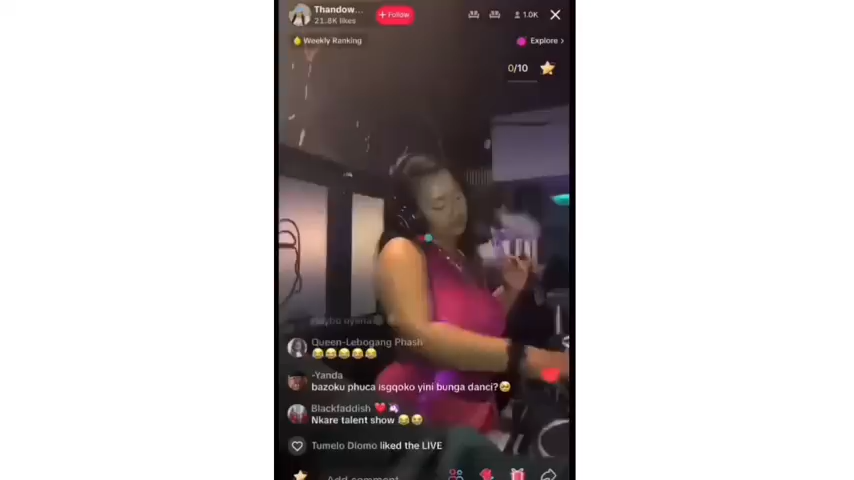 Thandow...
21.8K likes
+ Follow
1.0K
Weekly Ranking
Explore >
0/10
Queen-Lebogang Phash
😂😂😂😂😂
-Yanda
bazoku phuca isgqoko yini bunga danci?🥺
Blackfaddish ❤️🦄
Nkare talent show 😂😭
Tumelo Dlomo liked the LIVE
Add comment...